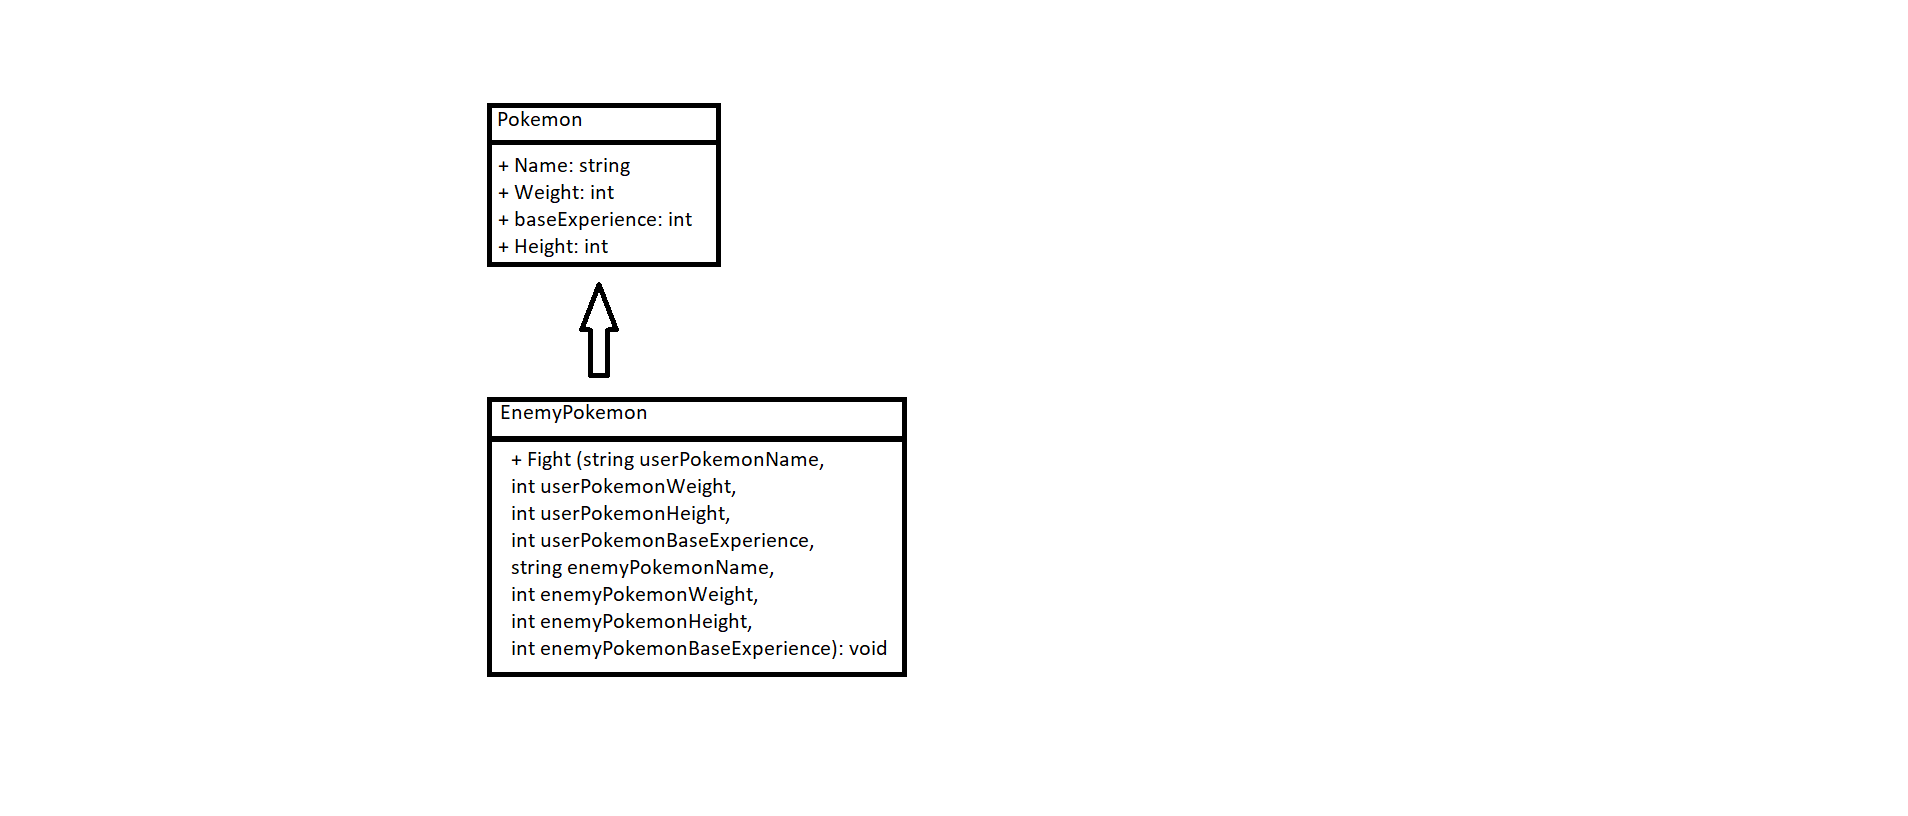 Pokemon
+ Name: string
+ Weight: int
+ baseExperience: int
+ Height: int
EnemyPokemon
+ Fight (string userPokemonName,
int userPokemonWeight,
int userPokemonHeight,
int userPokemonBaseExperience,
string enemyPokemonName,
int enemyPokemonWeight,
int enemyPokemonHeight,
int enemyPokemonBaseExperience): void